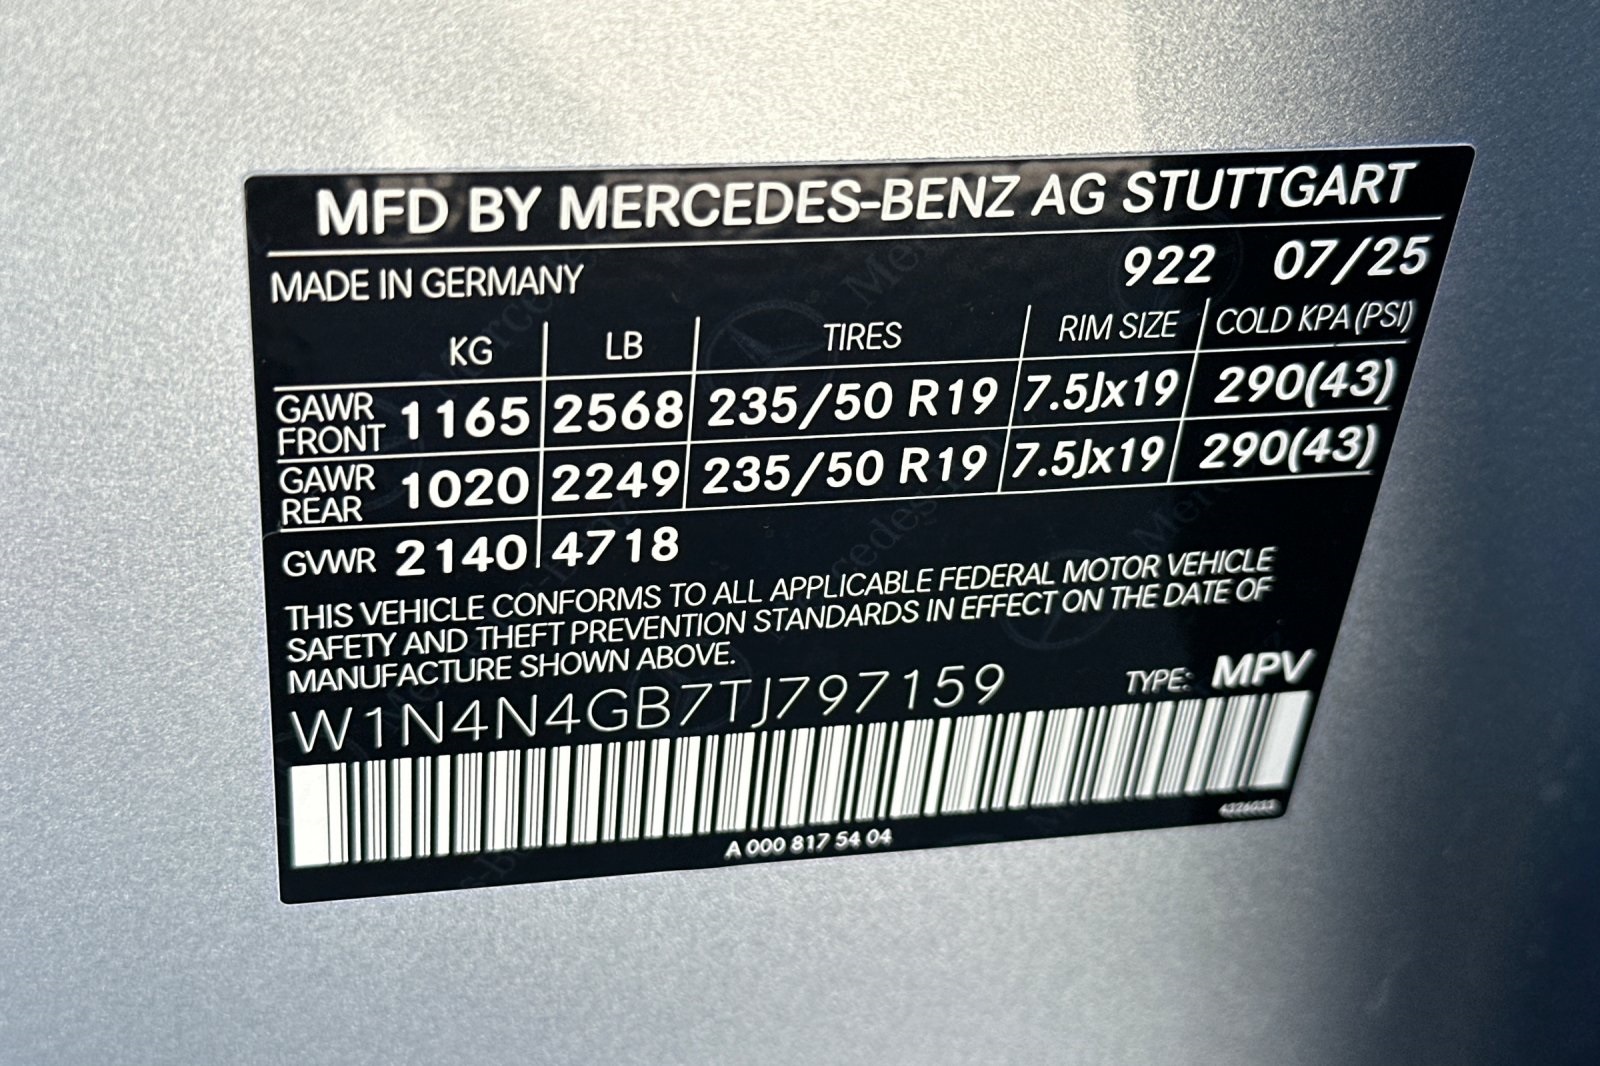 MFD BY MERCEDES-BENZ AG STUTTGART
MADE IN GERMANY 922 07/25
KG LB TIRES RIM SIZE COLD KPA (PSI)
GAWR FRONT 1165 2568 235/50 R19 7.5Jx19 290(43)
GAWR REAR 1020 2249 235/50 R19 7.5Jx19 290(43)
GVWR 2140 4718
THIS VEHICLE CONFORMS TO ALL APPLICABLE FEDERAL MOTOR VEHICLE
SAFETY AND THEFT PREVENTION STANDARDS IN EFFECT ON THE DATE OF
MANUFACTURE SHOWN ABOVE.
W1N4N4GB7TJ797159 TYPE: MPV
A 000 817 54 04